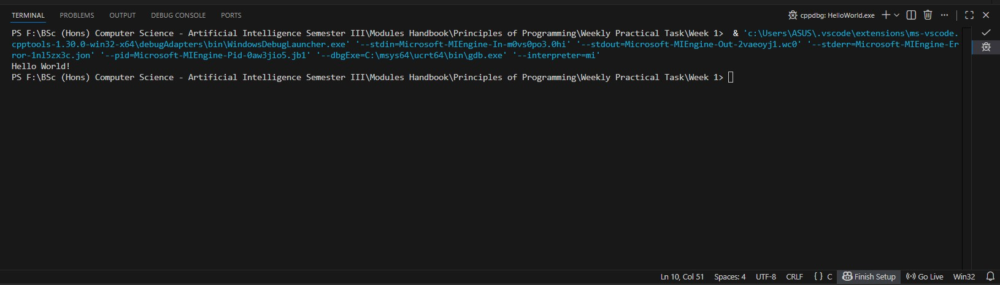 TERMINAL PROBLEMS OUTPUT DEBUG CONSOLE PORTS cppdbg: HelloWorld.exe
PS F:\BSc (Hons) Computer Science - Artificial Intelligence Semester III\Modules Handbook\Principles of Programming\Weekly Practical Task\Week 1>  & 'c:\Users\ASUS\.vscode\extensions\ms-vscode.
cpptools-1.30.0-win32-x64\debugAdapters\bin\WindowsDebugLauncher.exe' '--stdin=Microsoft-MIEngine-In-m0vs0po3.0hi' '--stdout=Microsoft-MIEngine-Out-2vaeoyj1.wc0' '--stderr=Microsoft-MIEngine-Er
ror-1nl5zx3c.jon' '--pid=Microsoft-MIEngine-Pid-0aw3jio5.jb1' '--dbgExe=C:\msys64\ucrt64\bin\gdb.exe' '--interpreter=mi'
Hello World!
PS F:\BSc (Hons) Computer Science - Artificial Intelligence Semester III\Modules Handbook\Principles of Programming\Weekly Practical Task\Week 1>
Ln 10, Col 51 Spaces: 4 UTF-8 CRLF { } C Finish Setup Go Live Win32